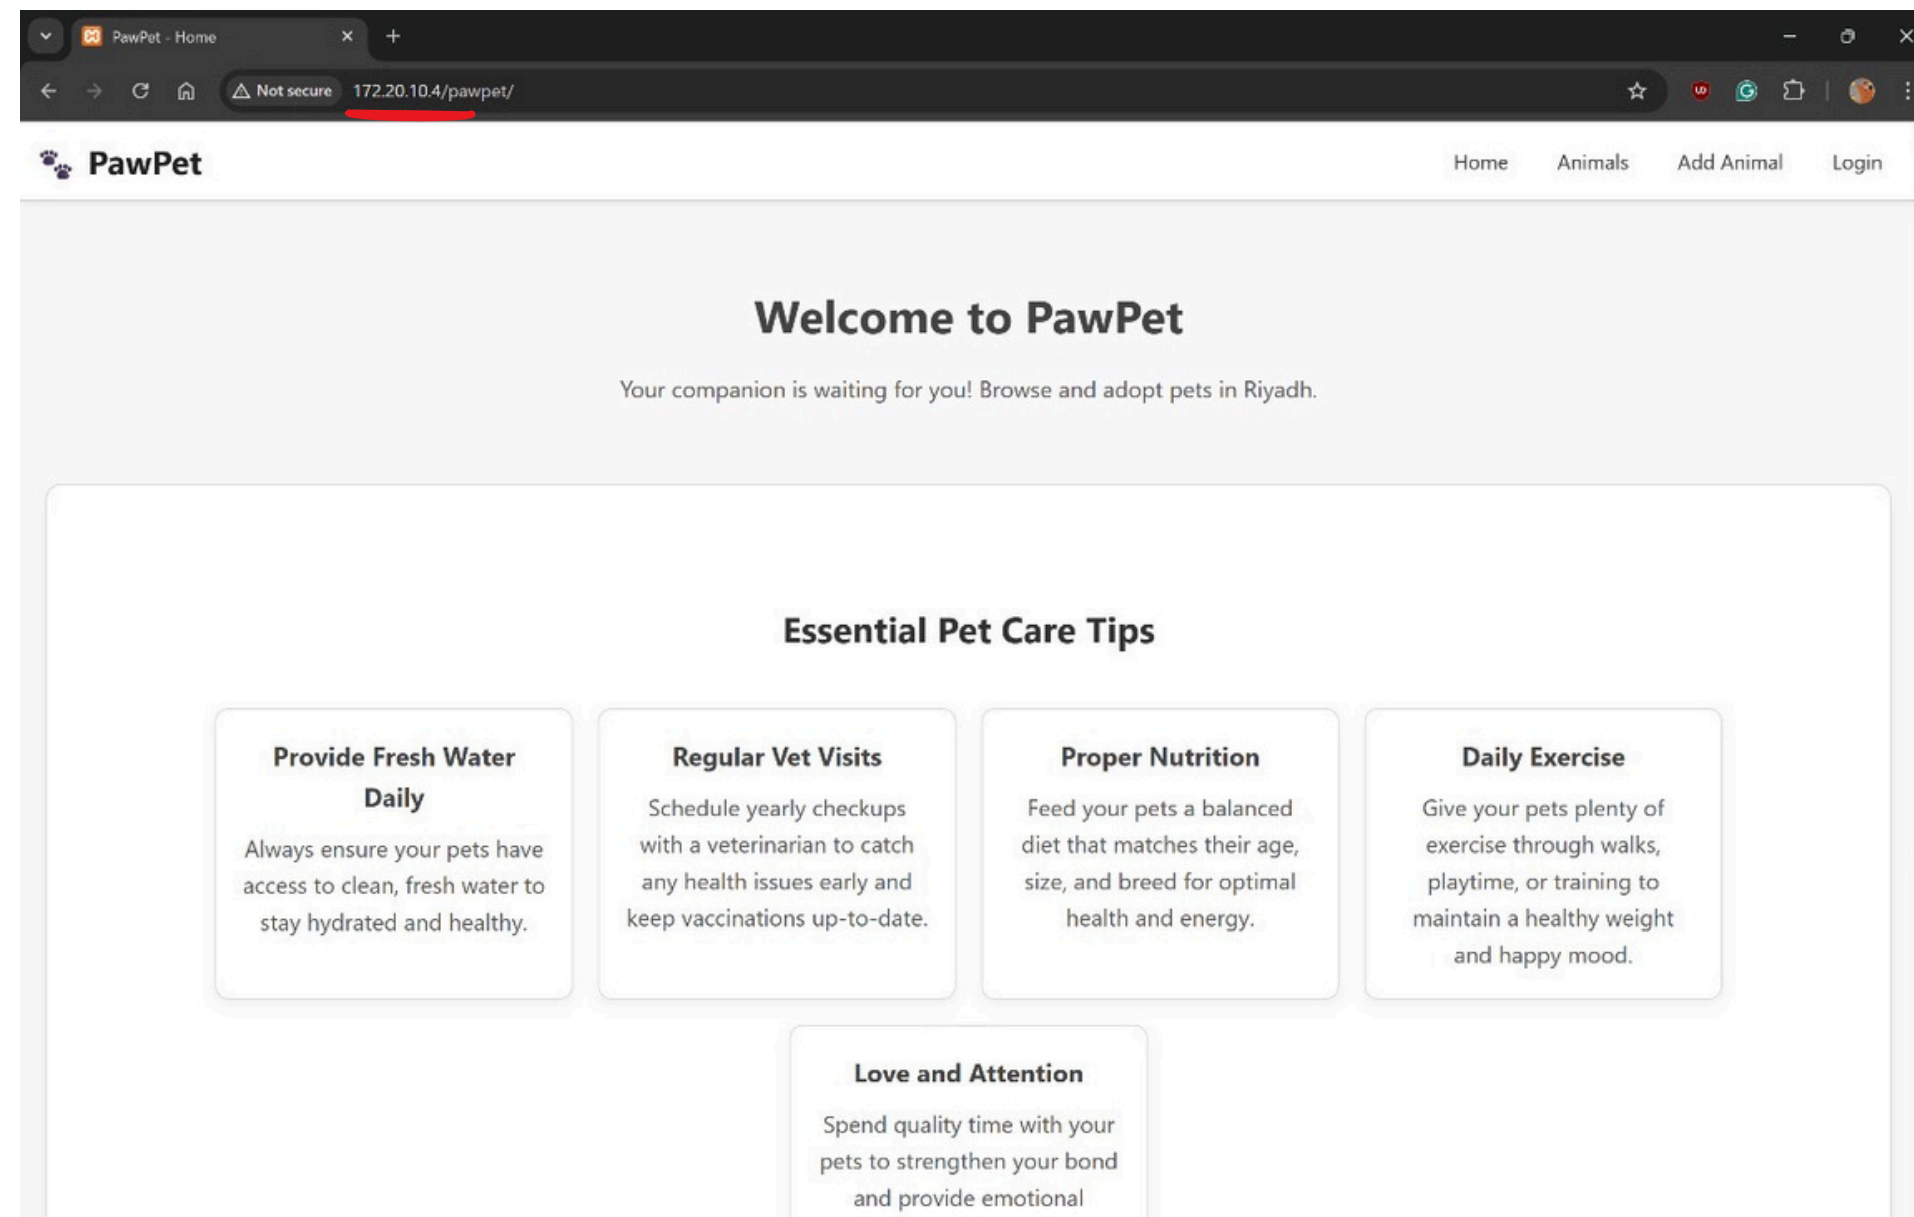 PawPet - Home
Not secure 172.20.10.4/pawpet/
PawPet
Home Animals Add Animal Login
Welcome to PawPet
Your companion is waiting for you! Browse and adopt pets in Riyadh.
Essential Pet Care Tips
Provide Fresh Water
Daily
Always ensure your pets have
access to clean, fresh water to
stay hydrated and healthy.
Regular Vet Visits
Schedule yearly checkups
with a veterinarian to catch
any health issues early and
keep vaccinations up-to-date.
Proper Nutrition
Feed your pets a balanced
diet that matches their age,
size, and breed for optimal
health and energy.
Daily Exercise
Give your pets plenty of
exercise through walks,
playtime, or training to
maintain a healthy weight
and happy mood.
Love and Attention
Spend quality time with your
pets to strengthen your bond
and provide emotional